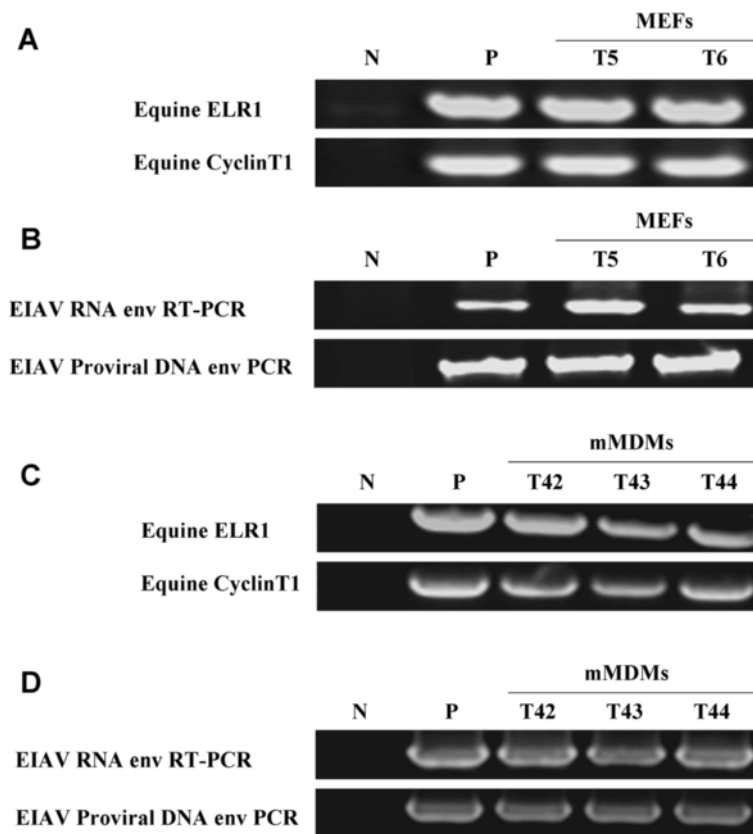 A
MEFs
N P T5 T6
Equine ELR1
Equine CyclinT1
B
MEFs
N P T5 T6
EIAV RNA env RT-PCR
EIAV Proviral DNA env PCR
C
mMDMs
N P T42 T43 T44
Equine ELR1
Equine CyclinT1
D
mMDMs
N P T42 T43 T44
EIAV RNA env RT-PCR
EIAV Proviral DNA env PCR